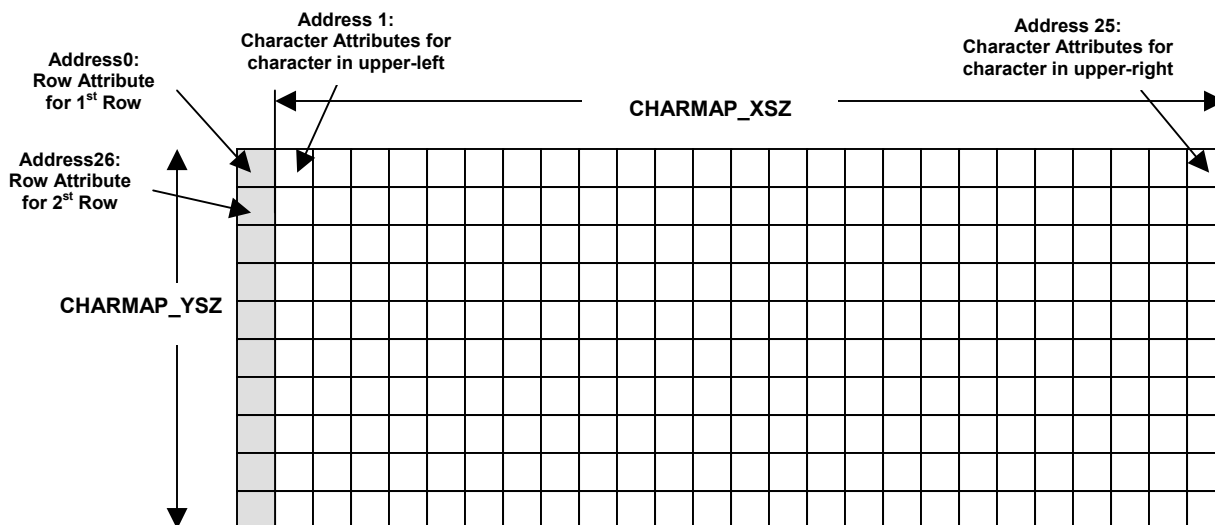 Address 1:
Character Attributes for
character in upper-left
Address 25:
Character Attributes for
character in upper-right
Address0:
Row Attribute
for 1st Row
CHARMAP_XSZ
Address26:
Row Attribute
for 2st Row
CHARMAP_YSZ